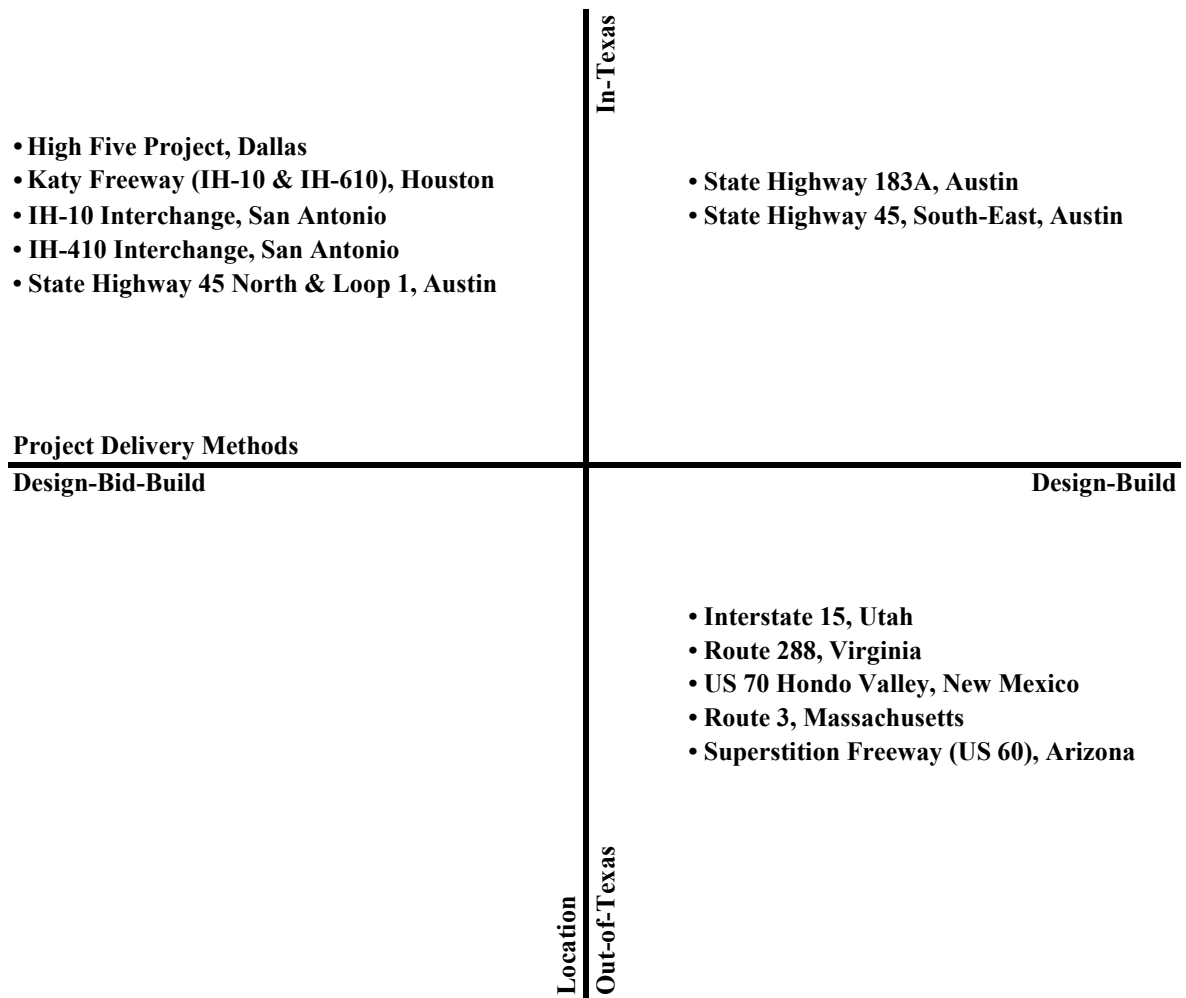 In-Texas
• High Five Project, Dallas
• Katy Freeway (IH-10 & IH-610), Houston
• IH-10 Interchange, San Antonio
• IH-410 Interchange, San Antonio
• State Highway 45 North & Loop 1, Austin
• State Highway 183A, Austin
• State Highway 45, South-East, Austin
Project Delivery Methods
Design-Bid-Build
Design-Build
• Interstate 15, Utah
• Route 288, Virginia
• US 70 Hondo Valley, New Mexico
• Route 3, Massachusetts
• Superstition Freeway (US 60), Arizona
Location
Out-of-Texas